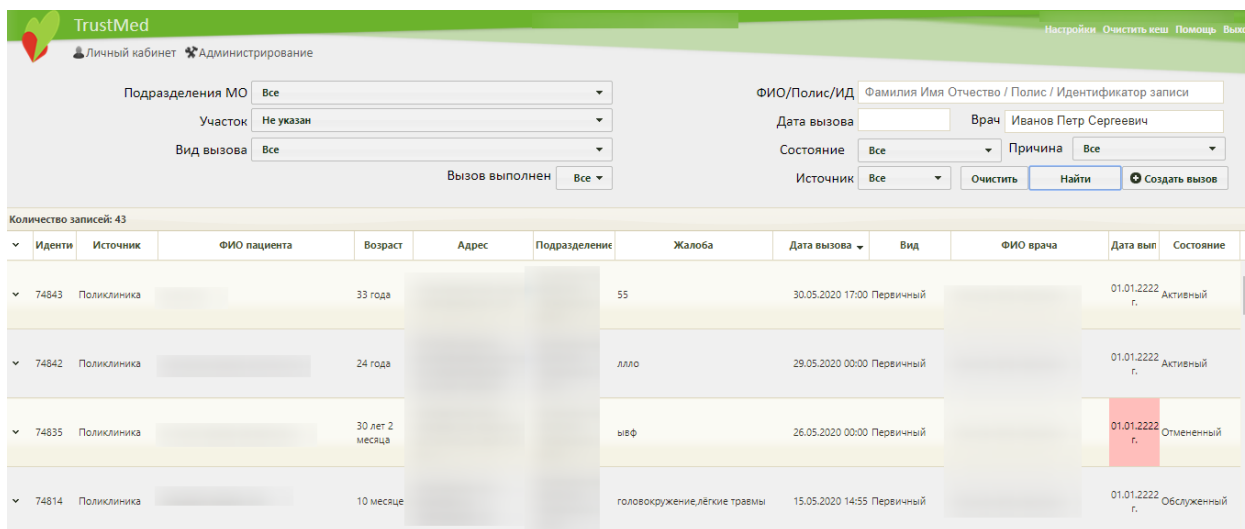 TrustMed
Настройки Очистить кеш Помощь
Личный кабинет Администрирование
Подразделения МО Все ФИО/Полис/ИД Фамилия Имя Отчество / Полис / Идентификатор записи
Участок Не указан Дата вызова Врач Иванов Петр Сергеевич
Вид вызова Все Состояние Все Причина Все
Вызов выполнен Все Источник Все Очистить Найти Создать вызов
Количество записей: 43
Иденти Источник ФИО пациента Возраст Адрес Подразделение Жалоба Дата вызова Вид ФИО врача Дата вып Состояние
74843 Поликлиника 33 года 55 30.05.2020 17:00 Первичный 01.01.2222 г. Активный
74842 Поликлиника 24 года ллло 29.05.2020 00:00 Первичный 01.01.2222 г. Активный
74835 Поликлиника 30 лет 2 месяца ывф 26.05.2020 00:00 Первичный 01.01.2222 г. Отмененный
74814 Поликлиника 10 месяце головокружение,лёгкие травмы 15.05.2020 14:55 Первичный 01.01.2222 г. Обслуженный